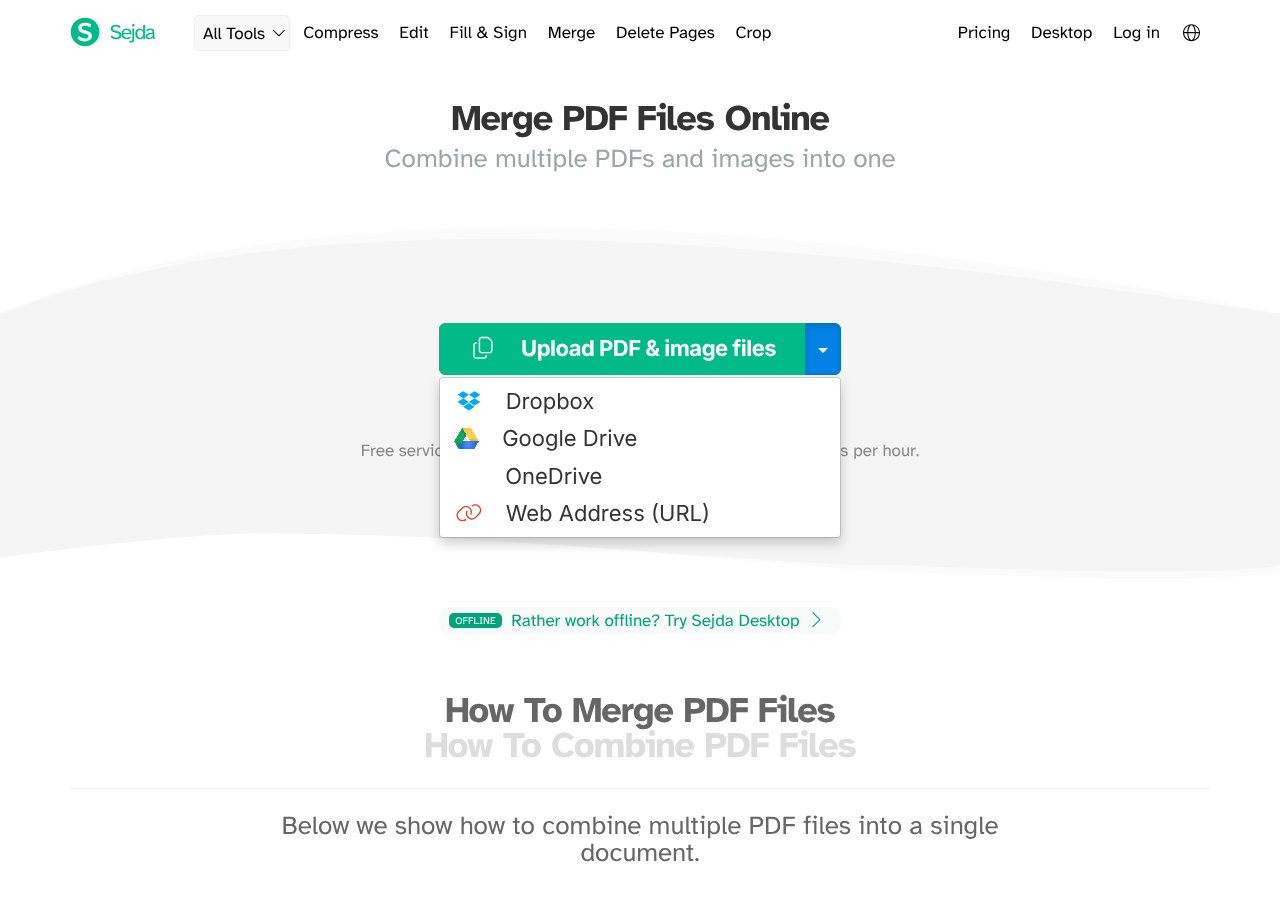 S Sejda All Tools Compress Edit Fill & Sign Merge Delete Pages Crop Pricing Desktop Log in
Merge PDF Files Online
Combine multiple PDFs and images into one
Upload PDF & image files
Dropbox
Google Drive
Free per hour.
OneDrive
Web Address (URL)
OFFLINE Rather work offline? Try Sejda Desktop
How To Merge PDF Files
How To Combine PDF Files
Below we show how to combine multiple PDF files into a single
document.